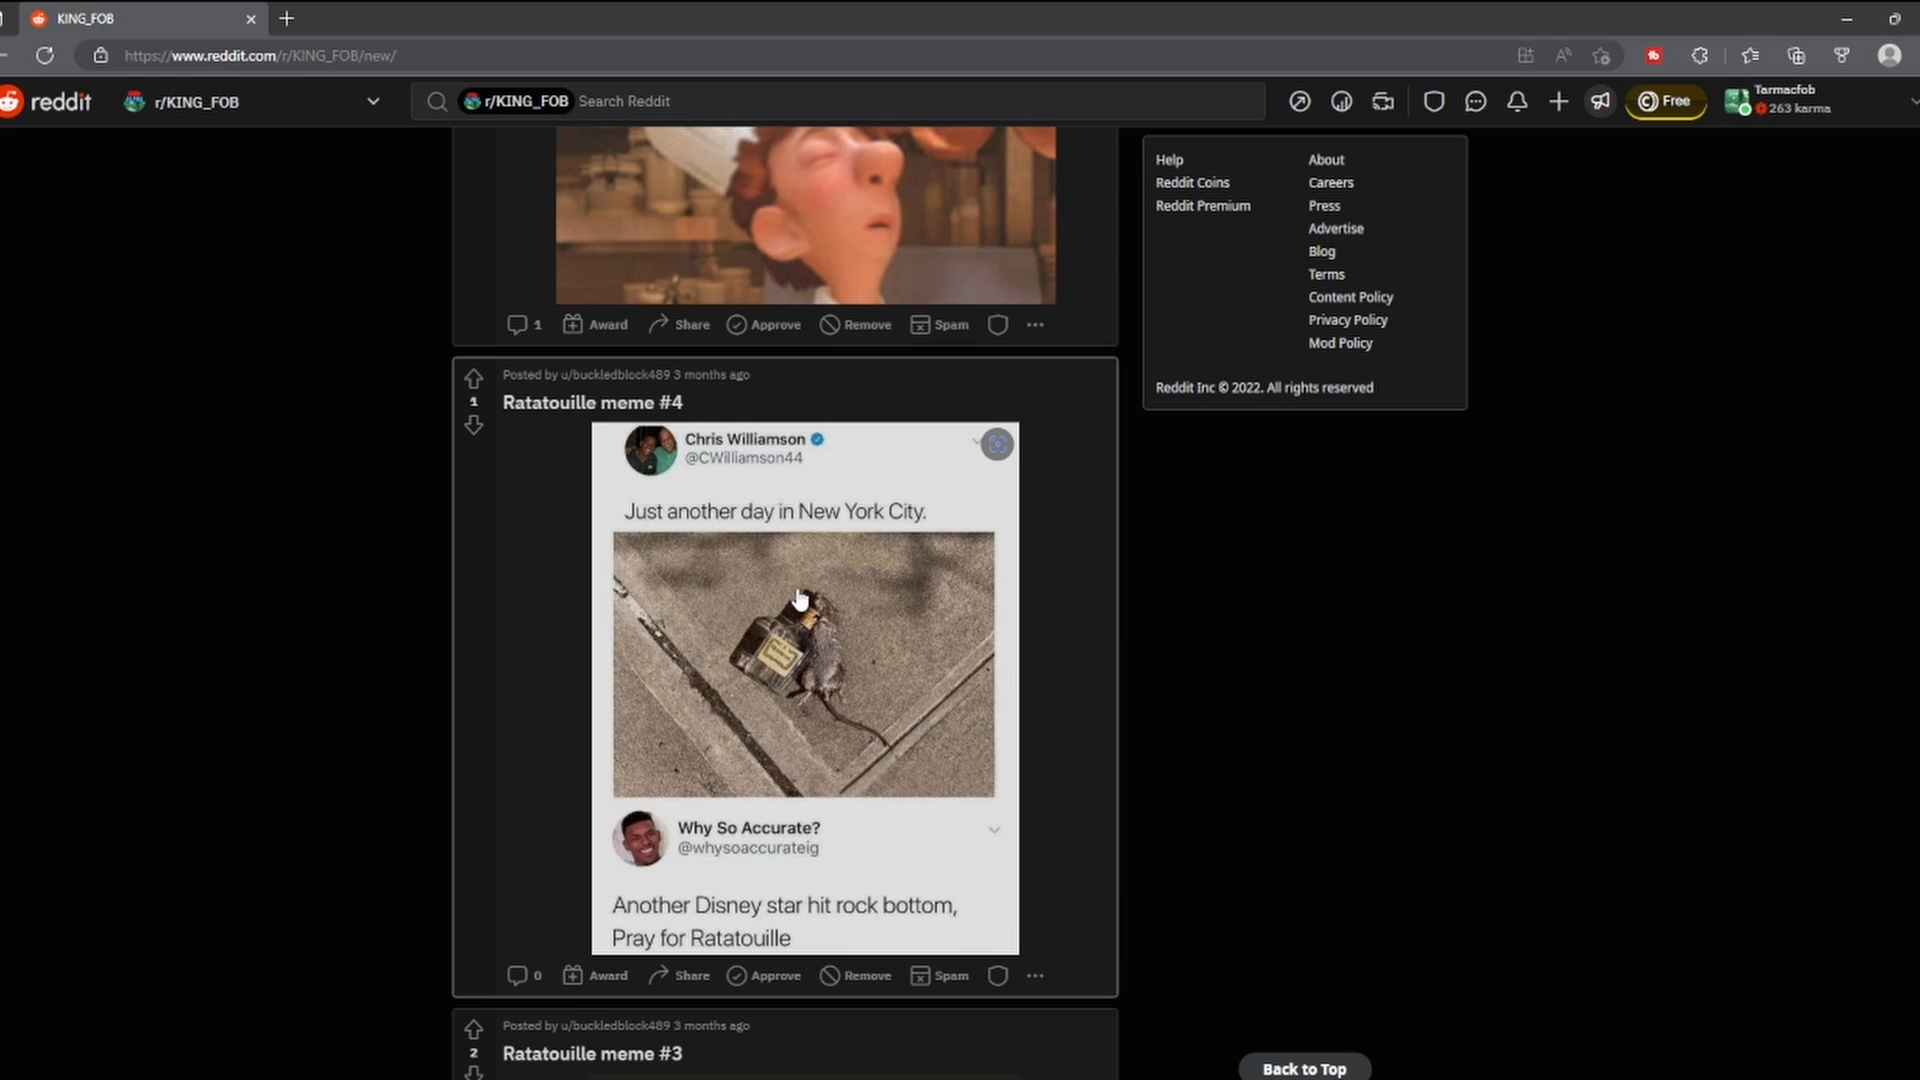 KING_FOB
https://www.reddit.com/r/KING_FOB/new/
reddit
r/KING_FOB
r/KING_FOB Search Reddit
Free
Tarmacfob
263 karma
Help
About
Reddit Coins
Careers
Reddit Premium
Press
Advertise
Blog
Terms
Content Policy
Privacy Policy
Mod Policy
Reddit Inc © 2022. All rights reserved
1 Award Share Approve Remove Spam
Posted by u/buckledblock489 3 months ago
1
Ratatouille meme #4
Chris Williamson
@CWilliamson44
Just another day in New York City.
Why So Accurate?
@whysoaccurateig
Another Disney star hit rock bottom,
Pray for Ratatouille
0 Award Share Approve Remove Spam
Posted by u/buckledblock489 3 months ago
2
Ratatouille meme #3
Back to Top